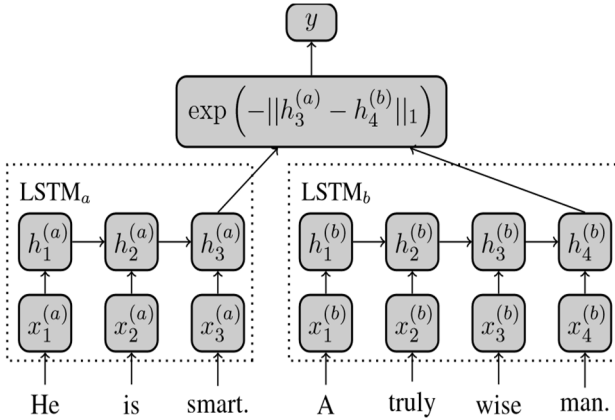 y
exp (−||h₃⁽ᵃ⁾ − h₄⁽ᵇ⁾||₁)
LSTMₐ LSTM_b
h₁⁽ᵃ⁾ h₂⁽ᵃ⁾ h₃⁽ᵃ⁾ h₁⁽ᵇ⁾ h₂⁽ᵇ⁾ h₃⁽ᵇ⁾ h₄⁽ᵇ⁾
x₁⁽ᵃ⁾ x₂⁽ᵃ⁾ x₃⁽ᵃ⁾ x₁⁽ᵇ⁾ x₂⁽ᵇ⁾ x₃⁽ᵇ⁾ x₄⁽ᵇ⁾
He is smart. A truly wise man.